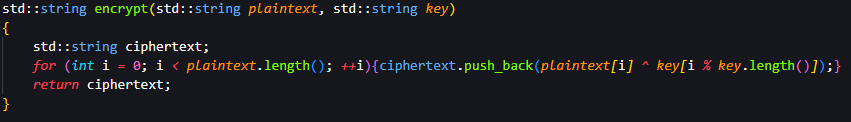 std::string encrypt(std::string plaintext, std::string key)
{
    std::string ciphertext;
    for (int i = 0; i < plaintext.length(); ++i){ciphertext.push_back(plaintext[i] ^ key[i % key.length()]);}
    return ciphertext;
}